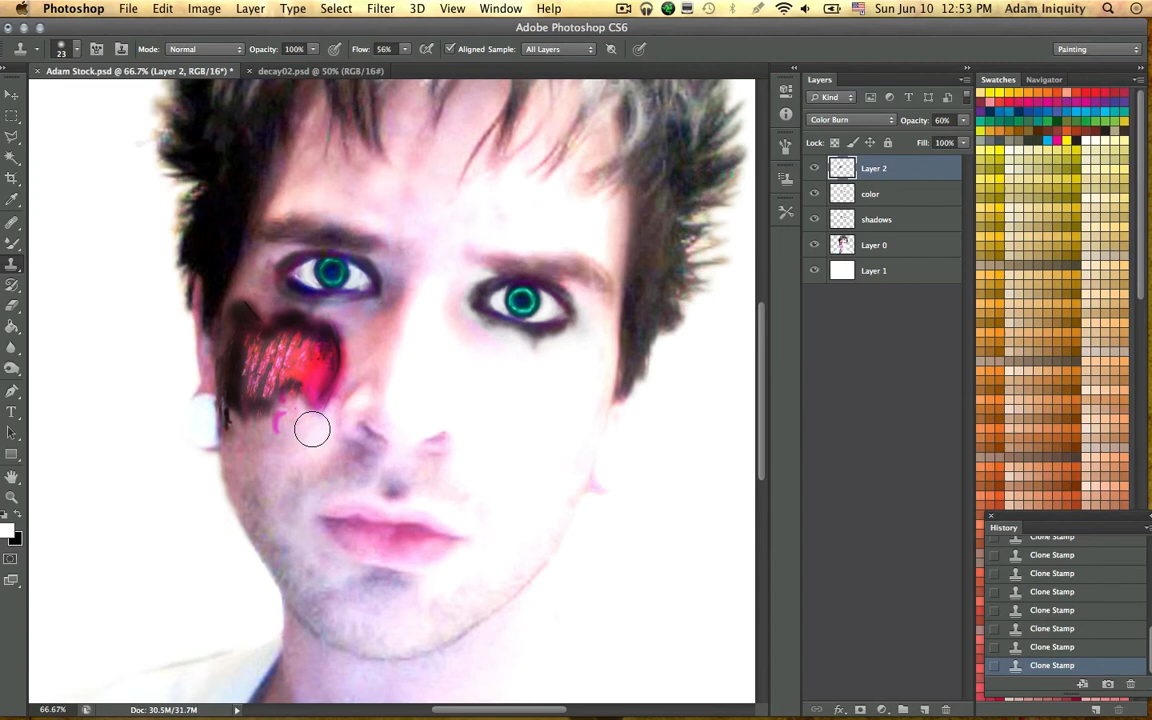 Photoshop File Edit Image Layer Type Select Filter 3D View Window Help Sun Jun 10 12:53 PM Adam Iniquity
Adobe Photoshop CS6
23 Mode: Normal Opacity: 100% Flow: 56% Aligned Sample: All Layers Painting
Adam Stock.psd @ 66.7% (Layer 2, RGB/16*) * decay02.psd @ 50% (RGB/16#)
Layers Swatches Navigator
Kind
Color Burn Opacity: 60%
Lock: Fill: 100%
Layer 2
color
shadows
Layer 0
Layer 1
History
Clone Stamp
Clone Stamp
Clone Stamp
Clone Stamp
Clone Stamp
Clone Stamp
Clone Stamp
Clone Stamp
66.67% Doc: 30.5M/31.7M